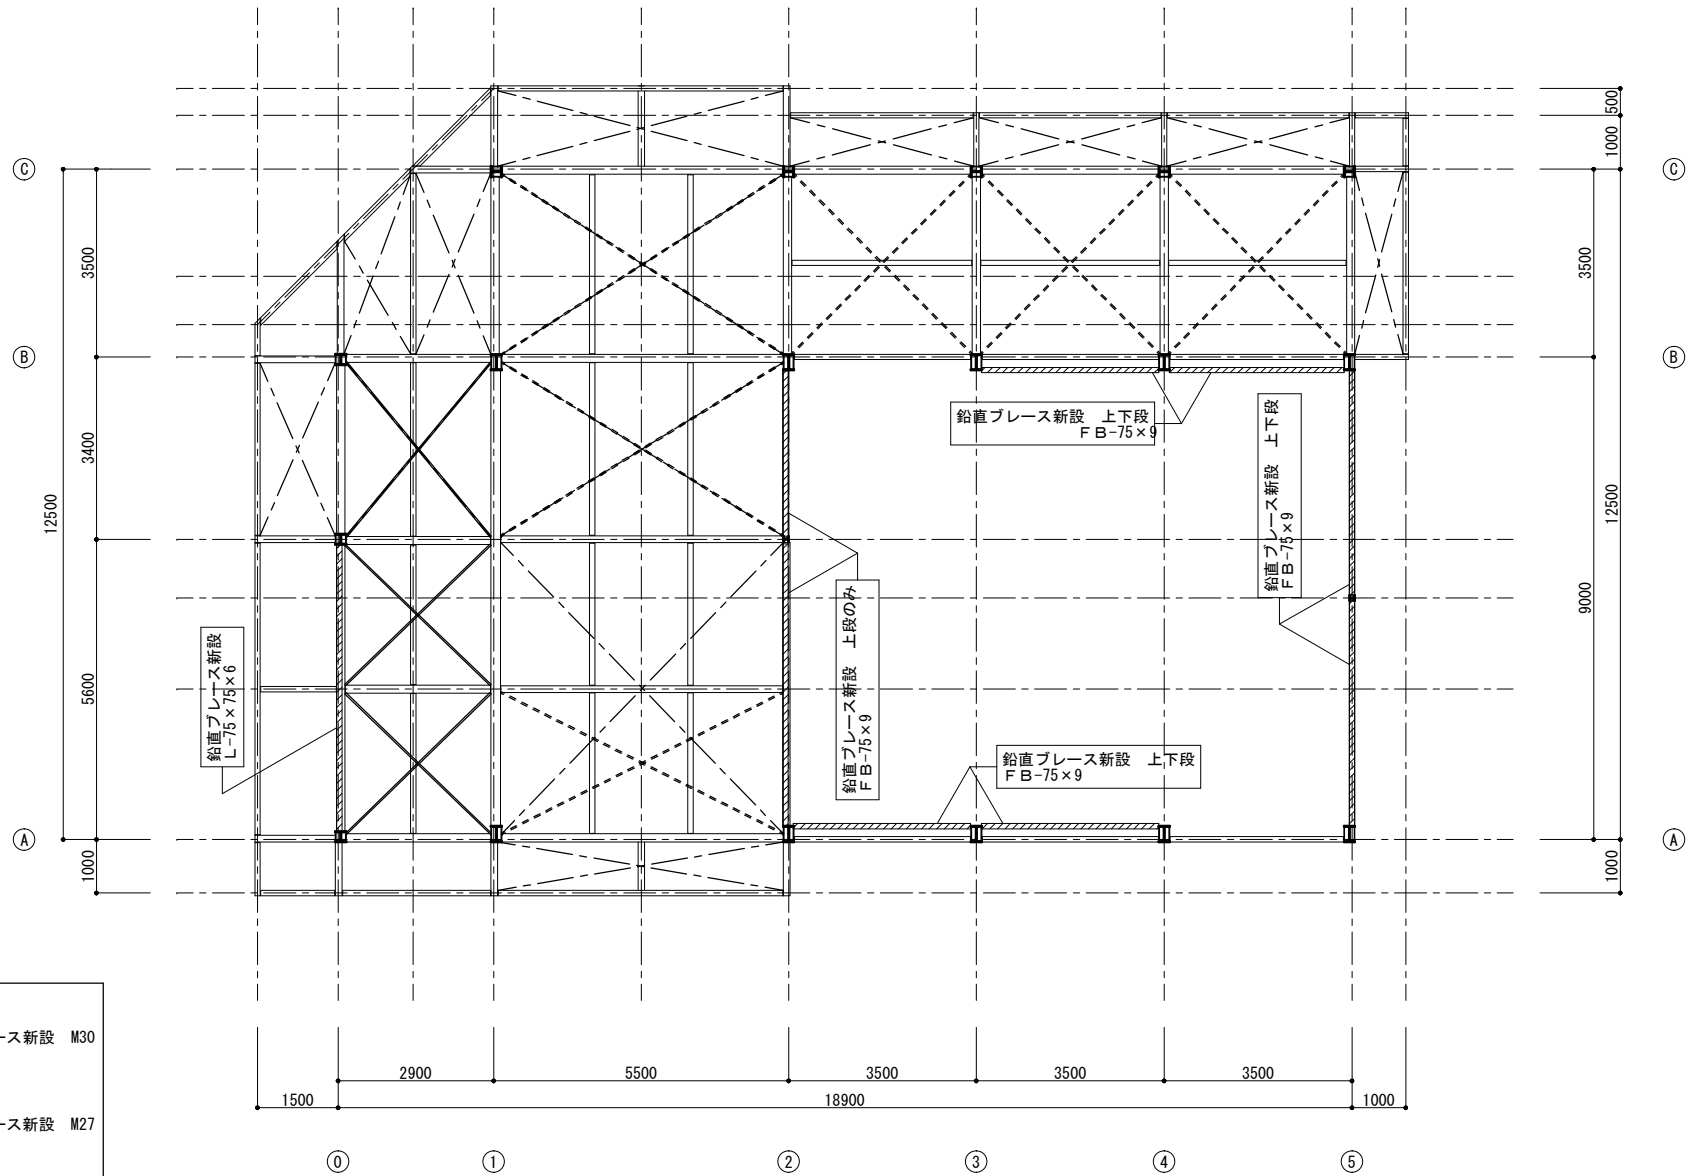 500
1000
Ⓒ
Ⓒ
3500
3500
Ⓑ
Ⓑ
鉛直ブレース新設　上下段
ＦＢ-75×9
鉛直ブレース新設　上下段
ＦＢ-75×9
3400
12500
12500
鉛直ブレース新設　上段のみ
ＦＢ-75×9
9000
鉛直ブレース新設
Ｌ-75×75×6
5600
鉛直ブレース新設　上下段
ＦＢ-75×9
Ⓐ
Ⓐ
1000
1000
ース新設　M30
2900
5500
3500
3500
3500
1500
18900
1000
ース新設　M27
⓪
①
②
③
④
⑤